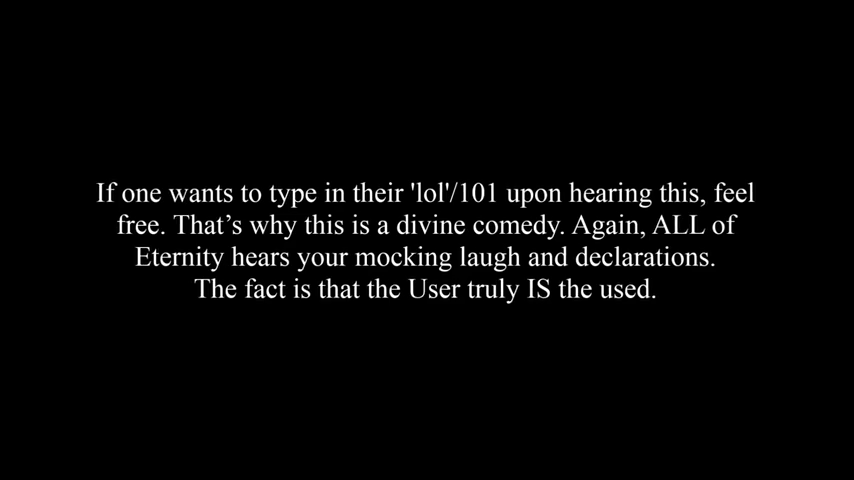 If one wants to type in their 'lol'/101 upon hearing this, feel
free. That’s why this is a divine comedy. Again, ALL of
Eternity hears your mocking laugh and declarations.
The fact is that the User truly IS the used.